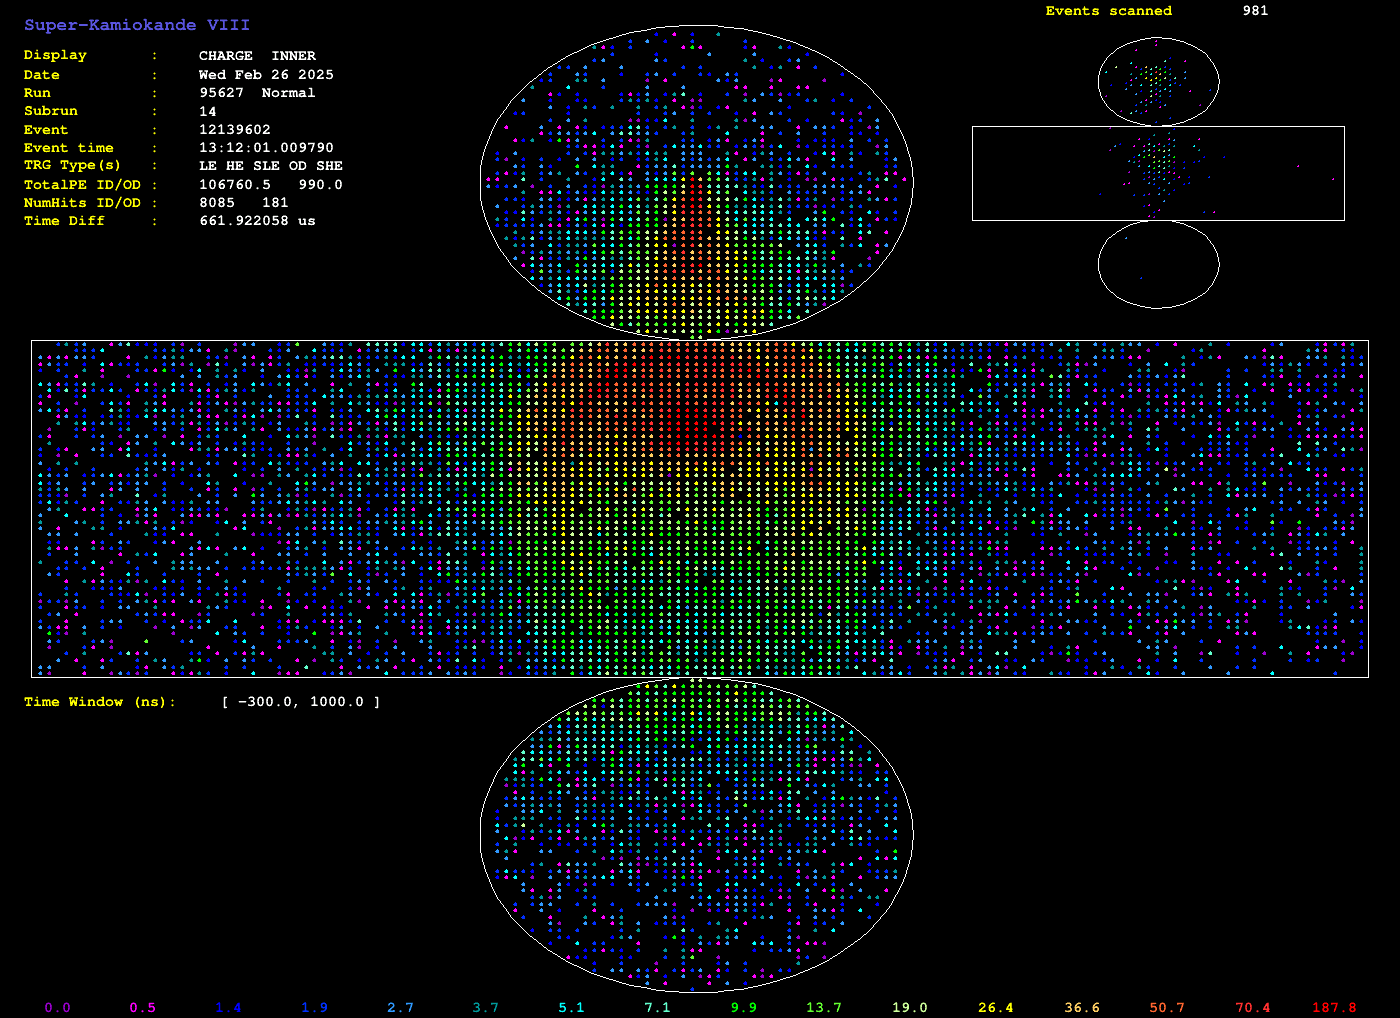 Super-Kamiokande VIII
Events scanned 981
Display : CHARGE INNER
Date : Wed Feb 26 2025
Run : 95627 Normal
Subrun : 14
Event : 12139602
Event time : 13:12:01.009790
TRG Type(s) : LE HE SLE OD SHE
TotalPE ID/OD : 106760.5 990.0
NumHits ID/OD : 8085 181
Time Diff : 661.922058 us
Time Window (ns): [ -300.0, 1000.0 ]
0.0 0.5 1.4 1.9 2.7 3.7 5.1 7.1 9.9 13.7 19.0 26.4 36.6 50.7 70.4 187.8